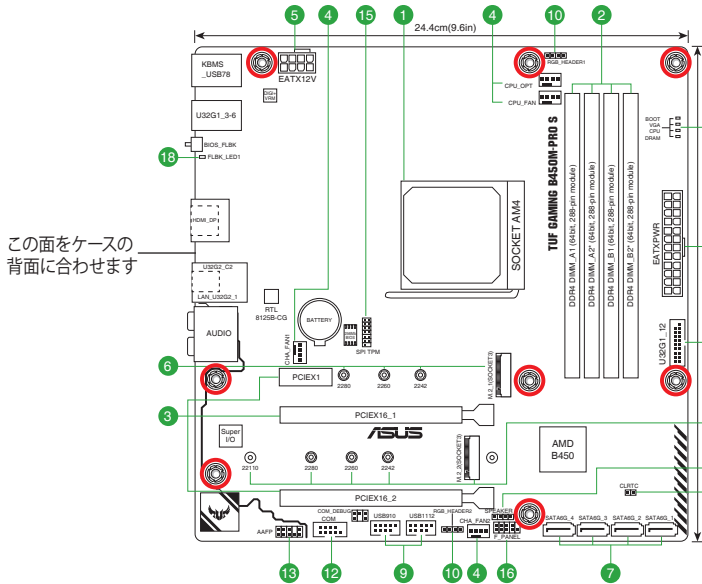 5
4
15
1
24.4cm(9.6in)
4
10
2
KBMS
_USB78
EATX12V
DIGI+
VRM
RGB_HEADER1
CPU_OPT
CPU_FAN
U32G1_3-6
BIOS_FLBK
18
FLBK_LED1
BOOT
VGA
CPU
DRAM
TUF GAMING B450M-PRO S
DDR4 DIMM_A1 (64bit, 288-pin module)
DDR4 DIMM_A2* (64bit, 288-pin module)
DDR4 DIMM_B1 (64bit, 288-pin module)
DDR4 DIMM_B2* (64bit, 288-pin module)
SOCKET AM4
EATXPWR
HDMI_DP
この面をケースの
背面に合わせます
U32G2_C2
LAN_U32G2_1
RTL
8125B-CG
BATTERY
SPI TPM
CHA_FAN1
AUDIO
U32G1_12
6
PCIEX1
2280
2260
2242
M.2_1(SOCKET3)
3
PCIEX16_1
ASUS
Super
I/O
22110
2280
2260
2242
M.2_2(SOCKET3)
AMD
B450
CLRTC
PCIEX16_2
AAFP
COM_DEBUG
COM
USB910
USB1112
RGB_HEADER2
CHA_FAN2
SPEAKER
F_PANEL
SATA6G_4
SATA6G_3
SATA6G_2
SATA6G_1
13
12
9
10
4
16
7